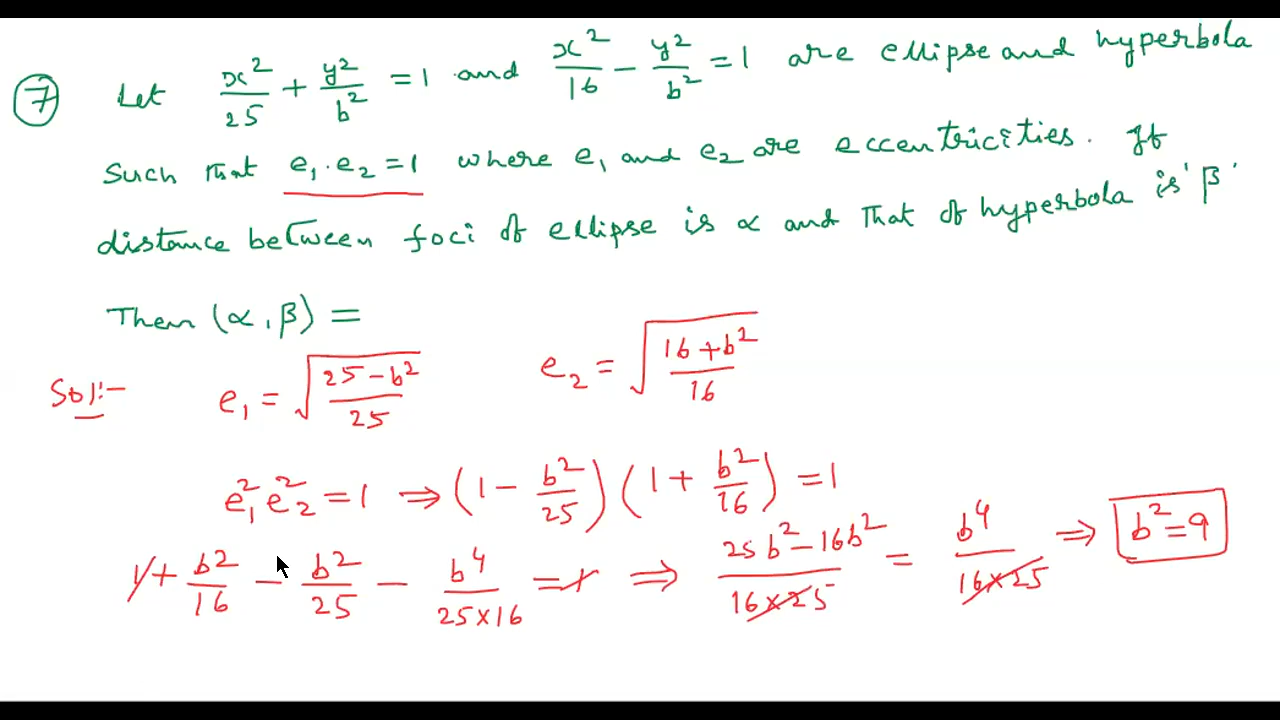 ⑦ Let x²/25 + y²/b² = 1 and x²/16 − y²/b² = 1 are ellipse and hyperbola
Such that e₁·e₂ = 1 where e₁ and e₂ are eccentricities. If
distance between foci of ellipse is α and that of hyperbola is 'β'
Then (α, β) =
Sol:- e₁ = √((25 − b²)/25) e₂ = √((16 + b²)/16)
e₁² e₂² = 1 ⇒ (1 − b²/25)(1 + b²/16) = 1
1 + b²/16 − b²/25 − b⁴/(25×16) = 1 ⇒ (25b² − 16b²)/(16×25) = b⁴/(16×25) ⇒ b² = 9